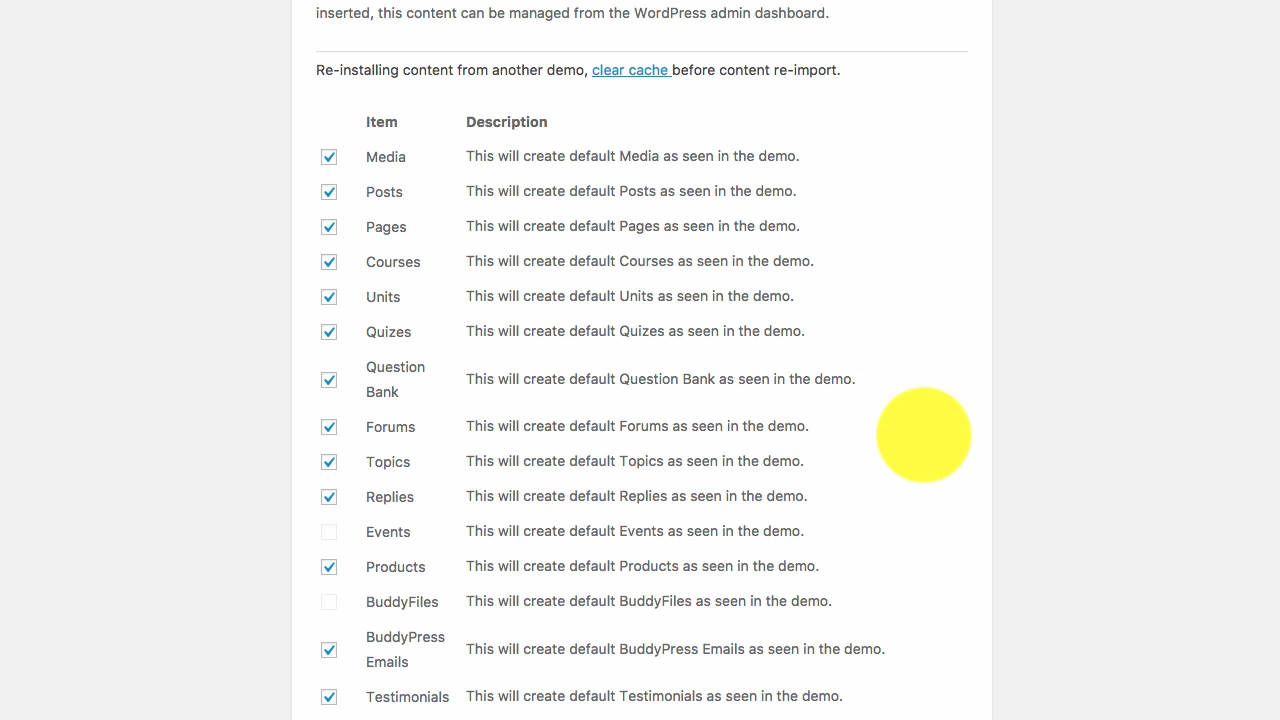 inserted, this content can be managed from the WordPress admin dashboard.
Re-installing content from another demo, clear cache before content re-import.
Item Description
Media This will create default Media as seen in the demo.
Posts This will create default Posts as seen in the demo.
Pages This will create default Pages as seen in the demo.
Courses This will create default Courses as seen in the demo.
Units This will create default Units as seen in the demo.
Quizes This will create default Quizes as seen in the demo.
Question
Bank
This will create default Question Bank as seen in the demo.
Forums This will create default Forums as seen in the demo.
Topics This will create default Topics as seen in the demo.
Replies This will create default Replies as seen in the demo.
Events This will create default Events as seen in the demo.
Products This will create default Products as seen in the demo.
BuddyFiles This will create default BuddyFiles as seen in the demo.
BuddyPress
Emails
This will create default BuddyPress Emails as seen in the demo.
Testimonials This will create default Testimonials as seen in the demo.